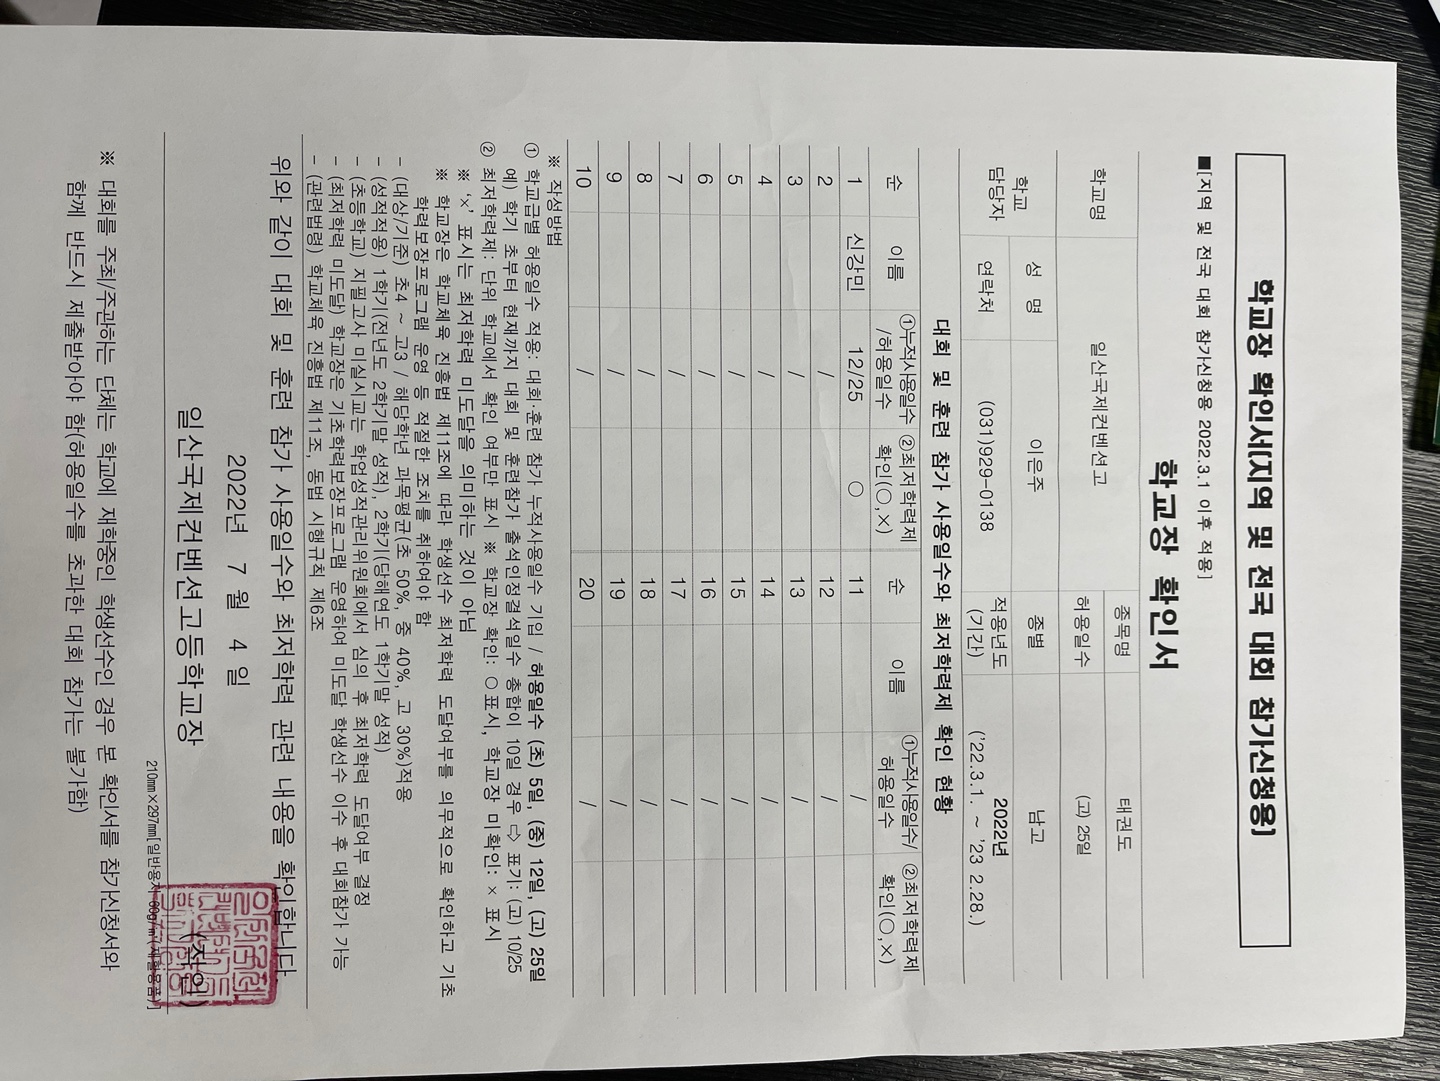 학교장 확인서[지역 및 전국 대회 참가신청용]
■[지역 및 전국 대회 참가신청용 2022.3.1 이후 적용]
학교장 확인서
학교명 일산국제컨벤션고 종목명 태권도
허용일수 (고) 25일
학교 담당자 성 명 이은주 종별 남고
연락처 (031)929-0138 적용년도 (기간) 2022년 ('22.3.1. ~ '23 2.28.)
대회 및 훈련 참가 사용일수와 최저학력제 확인 현황
순 이름 ①누적사용일수 /허용일수 ②최저학력제 확인(○,×) 순 이름 ①누적사용일수/ 허용일수 ②최저학력제 확인(○,×)
1 신강민 12/25 ○ 11 /
2 / 12 /
3 / 13 /
4 / 14 /
5 / 15 /
6 / 16 /
7 / 17 /
8 / 18 /
9 / 19 /
10 / 20 /
※ 작성방법
① 학교급별 허용일수 적용: 대회·훈련 참가 누적사용일수 기입 / 허용일수 (초) 5일, (중) 12일, (고) 25일
예) 학기 초부터 현재까지 대회 및 훈련참가 출석인정결석일수 총합이 10일 경우 ⇨ 표기: (고) 10/25
② 최저학력제: 단위 학교에서 확인 여부만 표시 ※ 학교장 확인: ○ 표시, 학교장 미확인: × 표시
※ '×' 표시는 최저학력 미도달을 의미하는 것이 아님
※ 학교장은 학교체육 진흥법 제11조에 따라 학생선수 최저학력 도달여부를 의무적으로 확인하고 기초
학력보장프로그램 운영 등 적절한 조치를 취하여야 함
- (대상/기준) 초4 ~ 고3 해당학년 과목평균(초 50%, 중 40%, 고 30%)적용
- (성적적용) 1학기(전년도 2학기말 성적), 2학기(당해연도 1학기말 성적)
- (초등학교) 지필고사 미실시교는 학업성적관리위원회에서 심의 후 최저학력 도달여부 결정
- (최저학력 미도달) 학교장은 기초학력보장프로그램 운영하여 미도달 학생선수 이수 후 대회참가 가능
- (관련법령) 학교체육 진흥법 제11조, 동법 시행규칙 제6조
위와 같이 대회 및 훈련 참가 사용일수와 최저학력 관련 내용을 확인합니다
2022년 7 월 4 일
일산국제컨벤션고등학교장 (직인)
210㎜×297㎜[일반용지 60g/㎡(재활용품)]
※ 대회를 주최/주관하는 단체는 학교에 재학중인 학생선수인 경우 본 확인서를 참가신청서와
함께 반드시 제출받아야 함(허용일수를 초과한 대회 참가는 불가함)